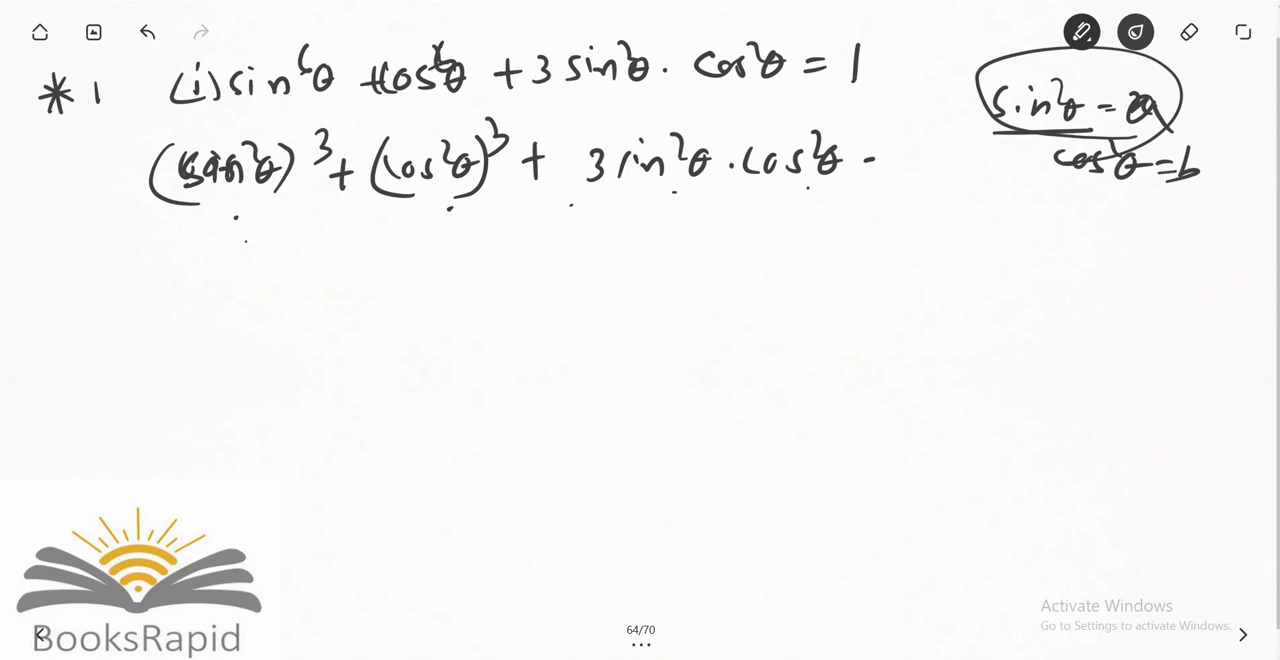 * 1 (i) sin⁶θ + cos⁶θ + 3 sin²θ . cos²θ = 1
(sin²θ)³ + (cos²θ)³ + 3 sin²θ . cos²θ -
sin²θ = a
cos²θ = b
BooksRapid
64/70
Activate Windows
Go to Settings to activate Windows.